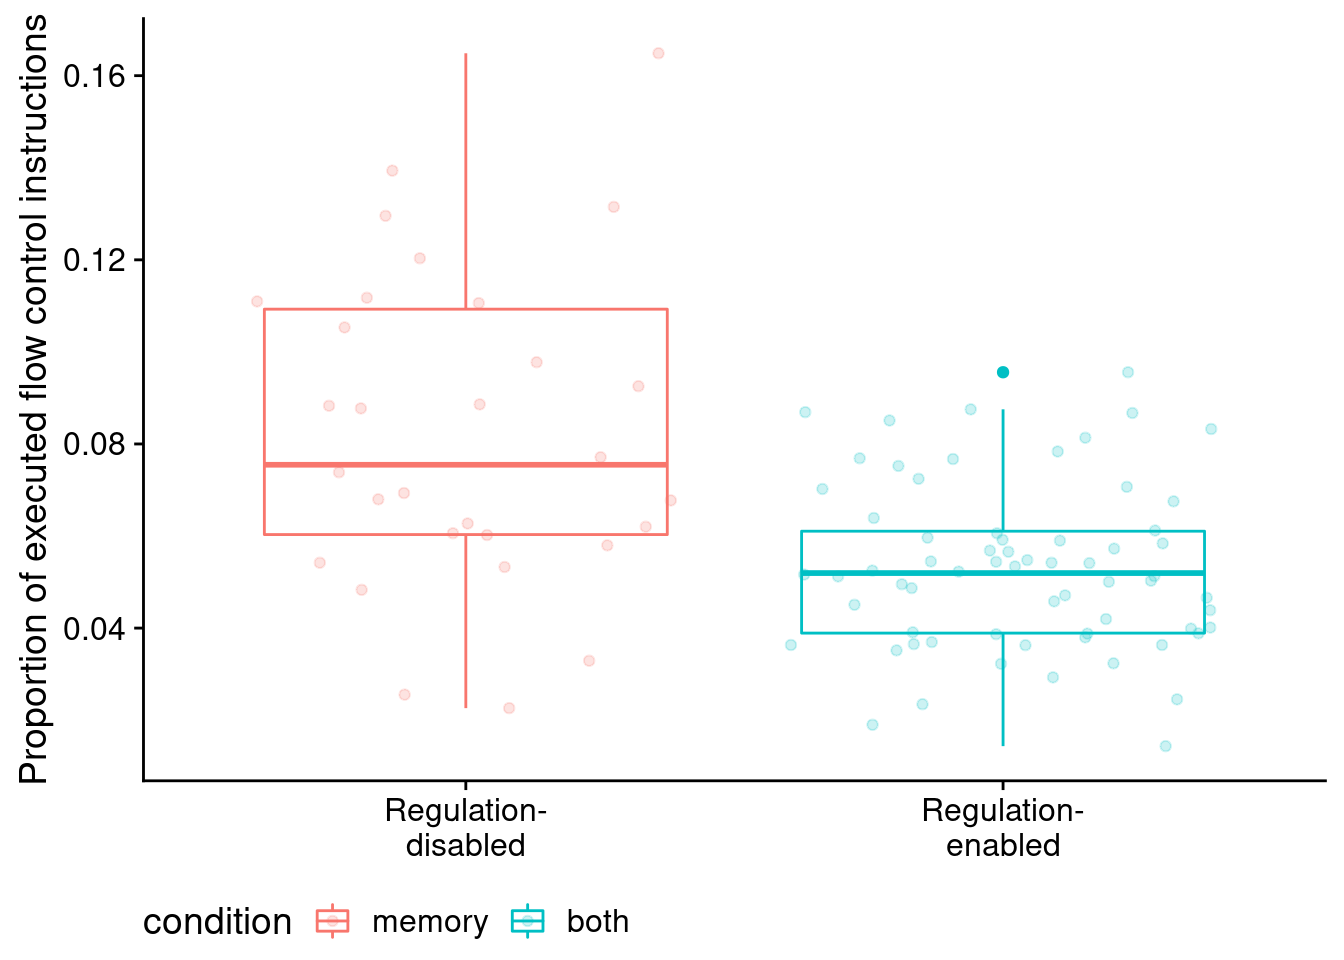 Proportion of executed flow control instructions
0.16
0.12
0.08
0.04
Regulation-
disabled
Regulation-
enabled
condition memory both